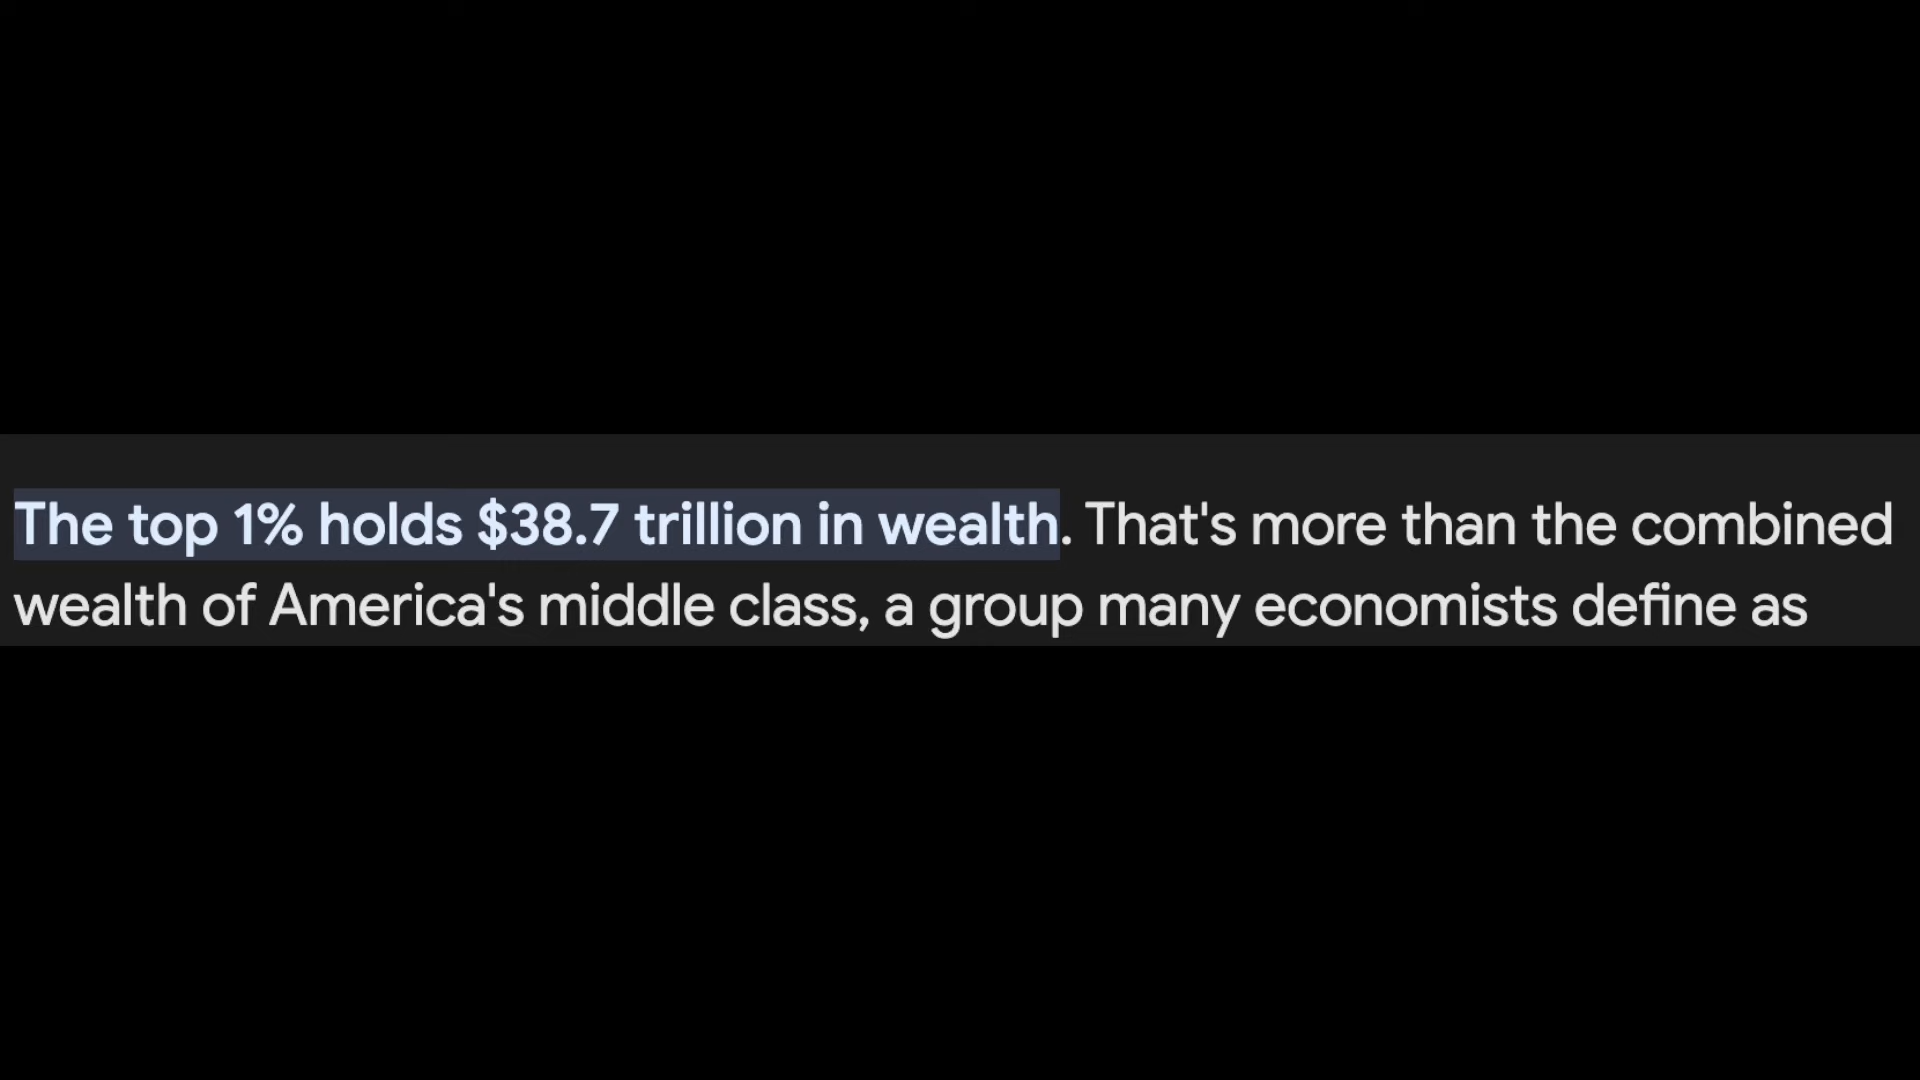 The top 1% holds $38.7 trillion in wealth. That's more than the combined
wealth of America's middle class, a group many economists define as